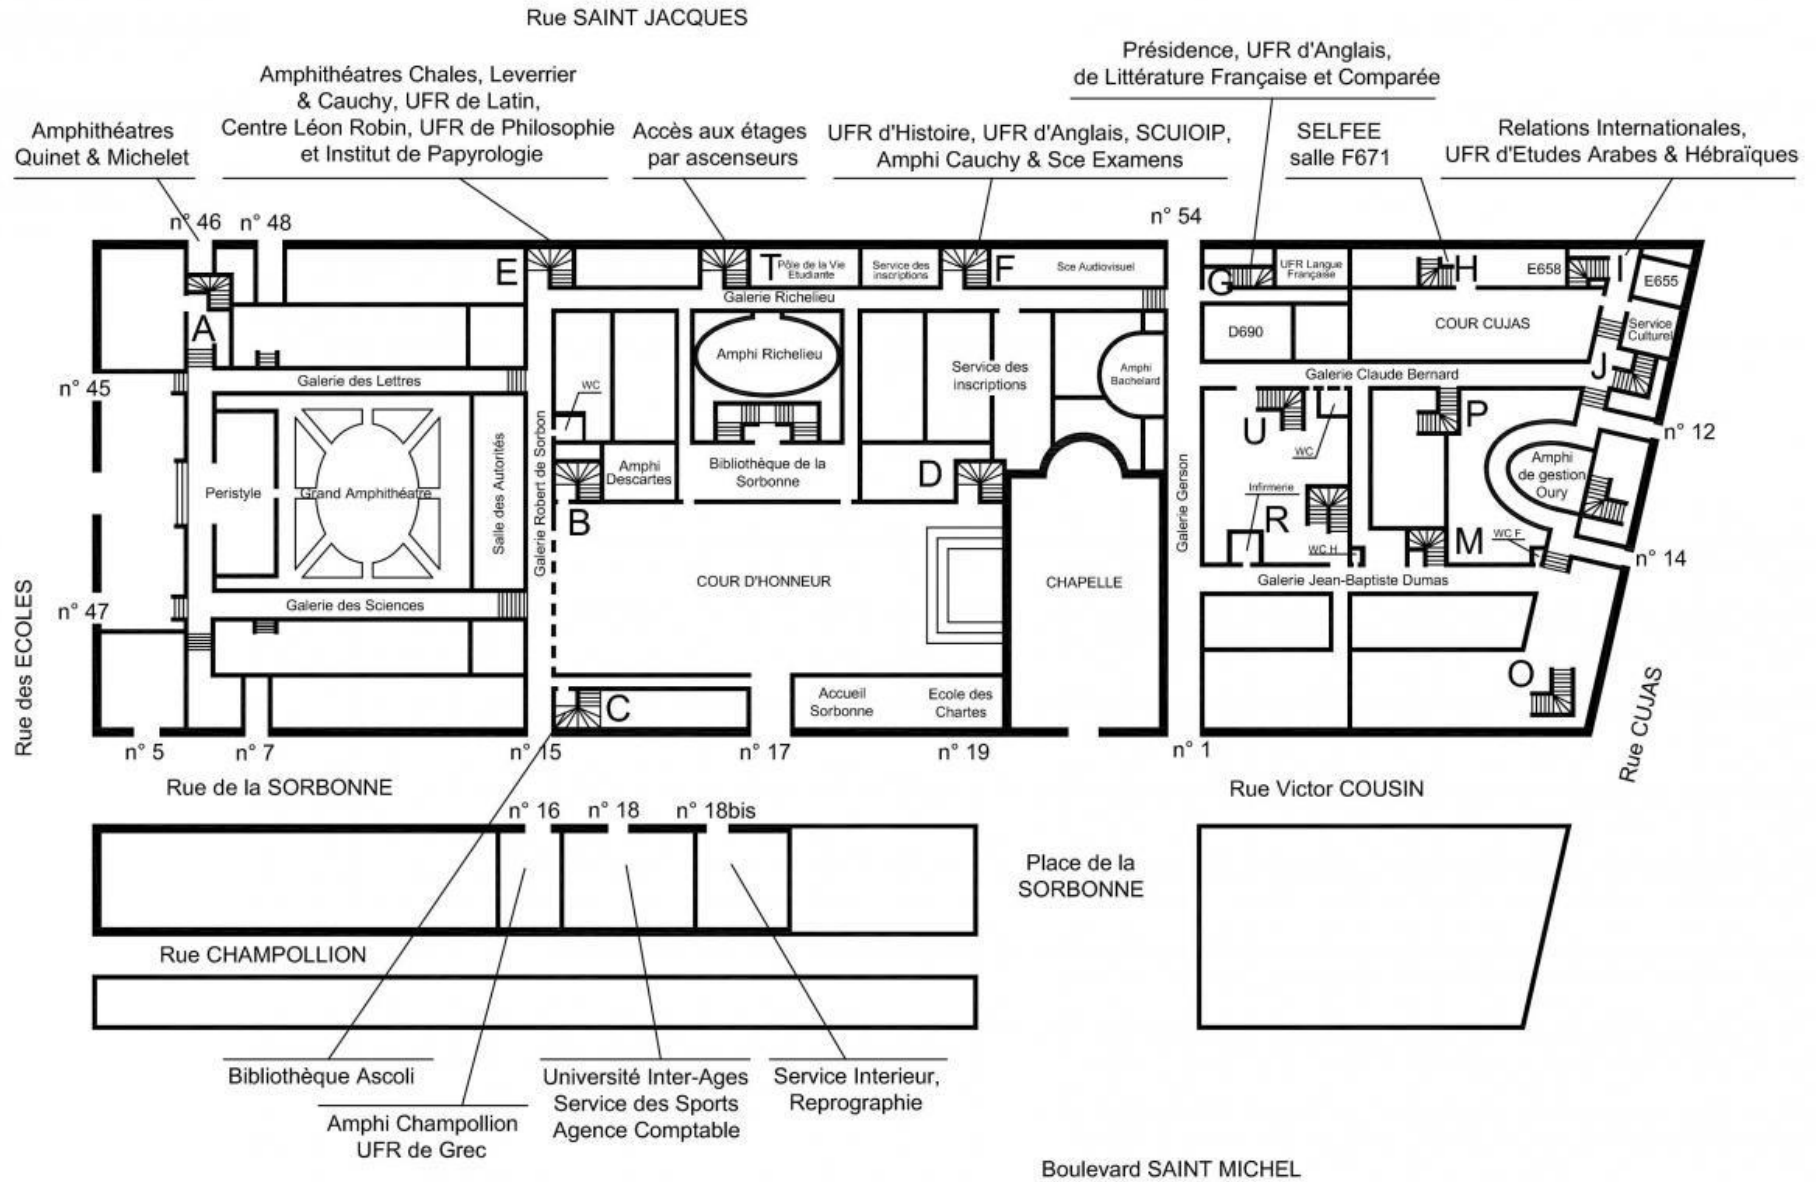 Rue SAINT JACQUES
Présidence, UFR d'Anglais,
de Littérature Française et Comparée
Amphithéatres Chales, Leverrier
& Cauchy, UFR de Latin,
Centre Léon Robin, UFR de Philosophie
et Institut de Papyrologie
Amphithéatres
Quinet & Michelet
Accès aux étages
par ascenseurs
UFR d'Histoire, UFR d'Anglais, SCUIOIP,
Amphi Cauchy & Sce Examens
SELFEE
salle F671
Relations Internationales,
UFR d'Etudes Arabes & Hébraïques
n° 46
n° 48
n° 54
E
T
Pôle de la Vie
Etudiante
Service des
inscriptions
F
Sce Audiovisuel
G
UFR Langue
Française
H
E658
I
E655
Galerie Richelieu
A
Amphi Richelieu
Service des
inscriptions
Amphi
Bachelard
D690
COUR CUJAS
Service
Culturel
J
n° 45
Galerie des Lettres
WC
Galerie Claude Bernard
Peristyle
Grand Amphithéatre
Salle des Autorités
Galerie Robert de Sorbon
Amphi
Descartes
Bibliothèque de la
Sorbonne
D
B
Galerie Gerson
U
WC
P
n° 12
Amphi
de gestion
Oury
Infirmerie
R
WC H
M
WC F
n° 14
COUR D'HONNEUR
CHAPELLE
Galerie Jean-Baptiste Dumas
Rue des ECOLES
n° 47
Galerie des Sciences
C
Accueil
Sorbonne
Ecole des
Chartes
O
Rue CUJAS
n° 5
n° 7
n° 15
n° 17
n° 19
n° 1
Rue de la SORBONNE
Rue Victor COUSIN
n° 16
n° 18
n° 18bis
Place de la
SORBONNE
Rue CHAMPOLLION
Bibliothèque Ascoli
Amphi Champollion
UFR de Grec
Université Inter-Ages
Service des Sports
Agence Comptable
Service Interieur,
Reprographie
Boulevard SAINT MICHEL